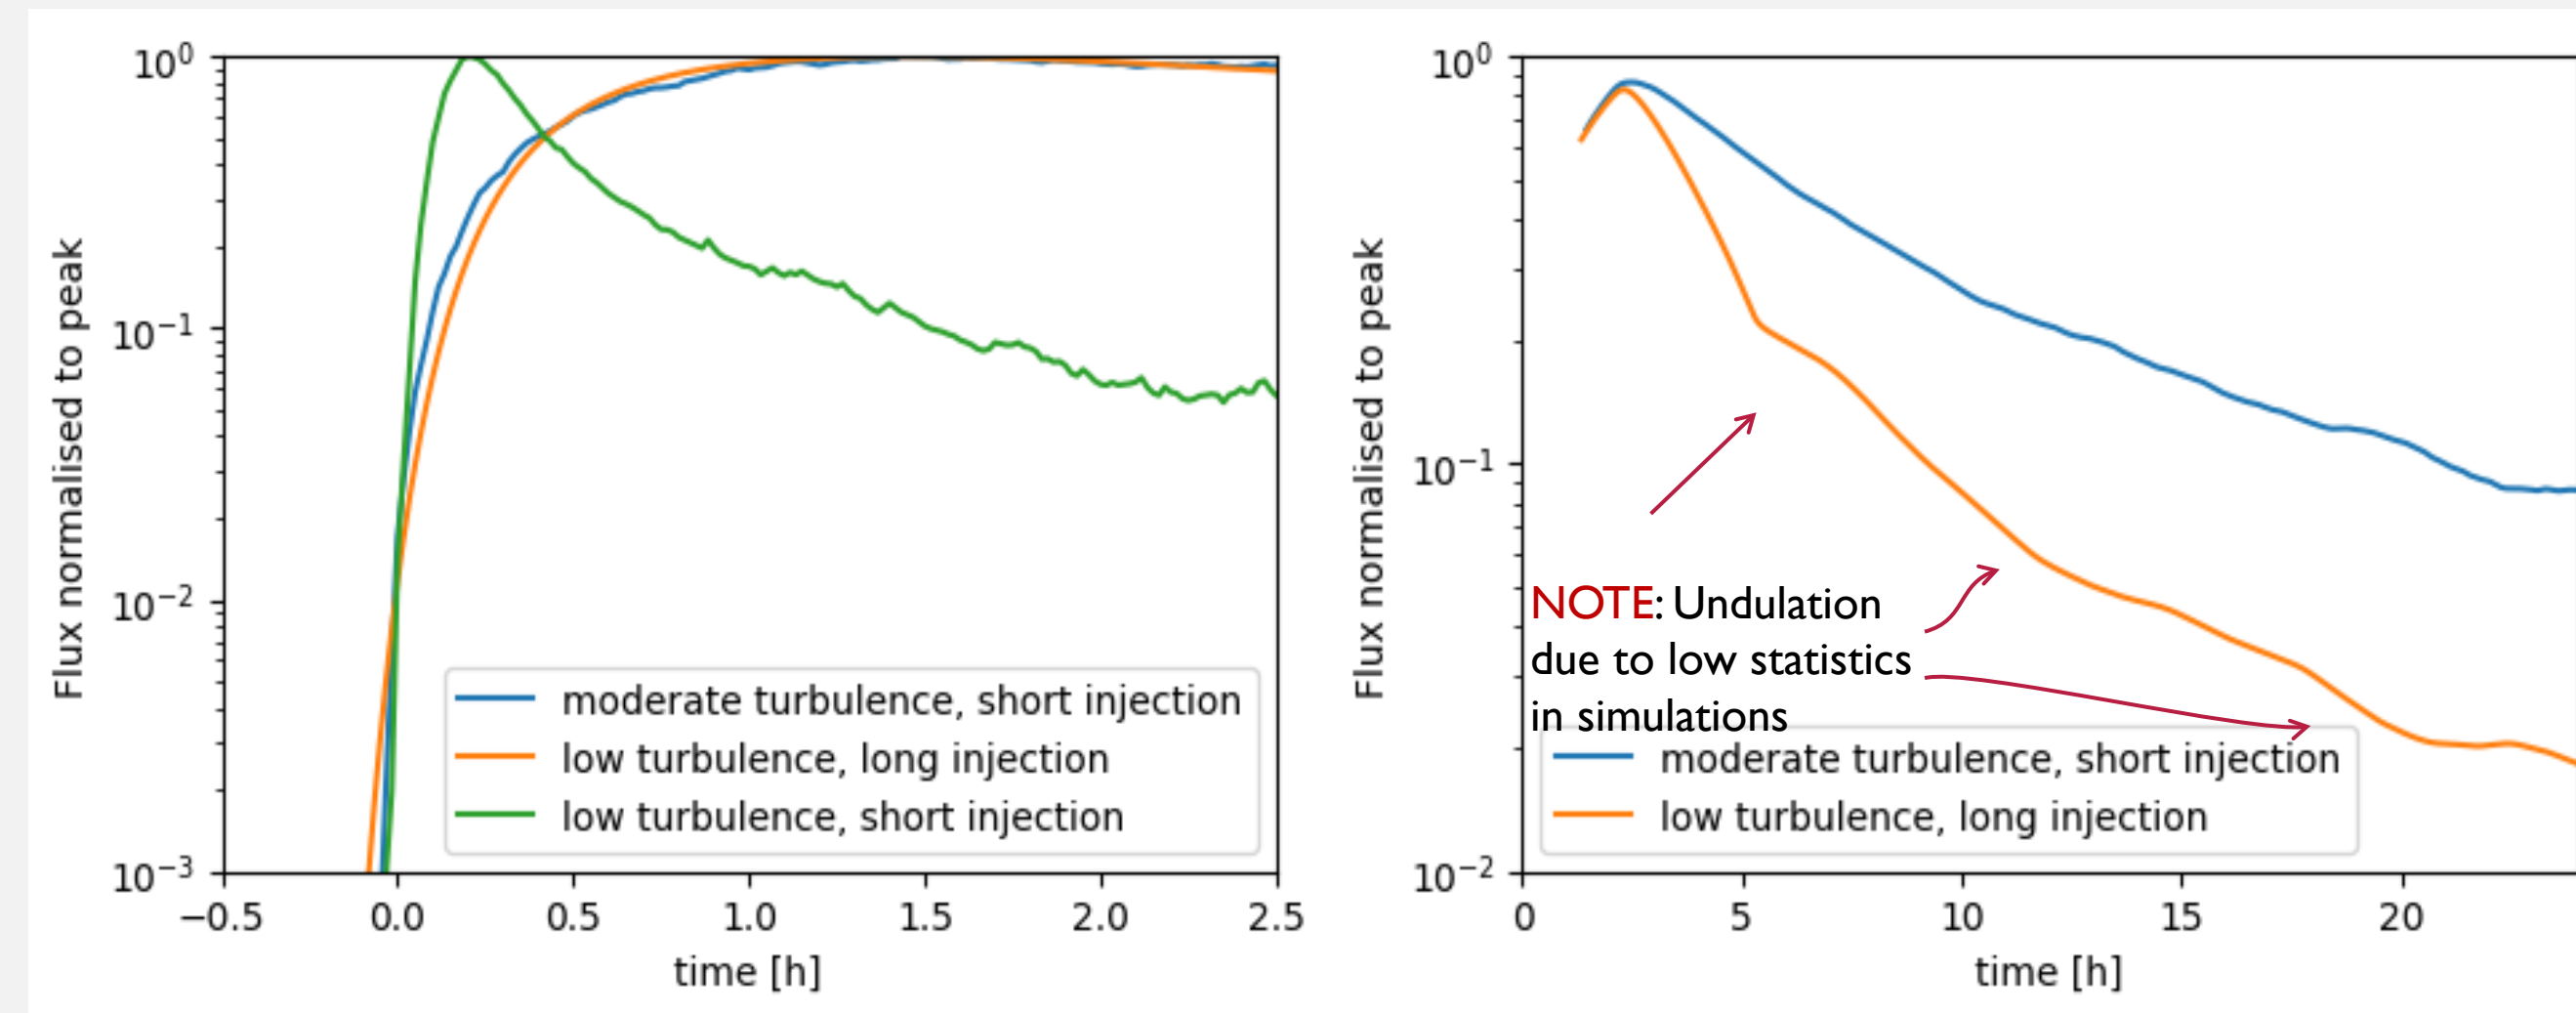 10⁰
10⁻¹
10⁻²
10⁻³
Flux normalised to peak
moderate turbulence, short injection
low turbulence, long injection
low turbulence, short injection
−0.5 0.0 0.5 1.0 1.5 2.0 2.5
time [h]
10⁰
10⁻¹
10⁻²
Flux normalised to peak
NOTE: Undulation
due to low statistics
in simulations
moderate turbulence, short injection
low turbulence, long injection
0 5 10 15 20
time [h]